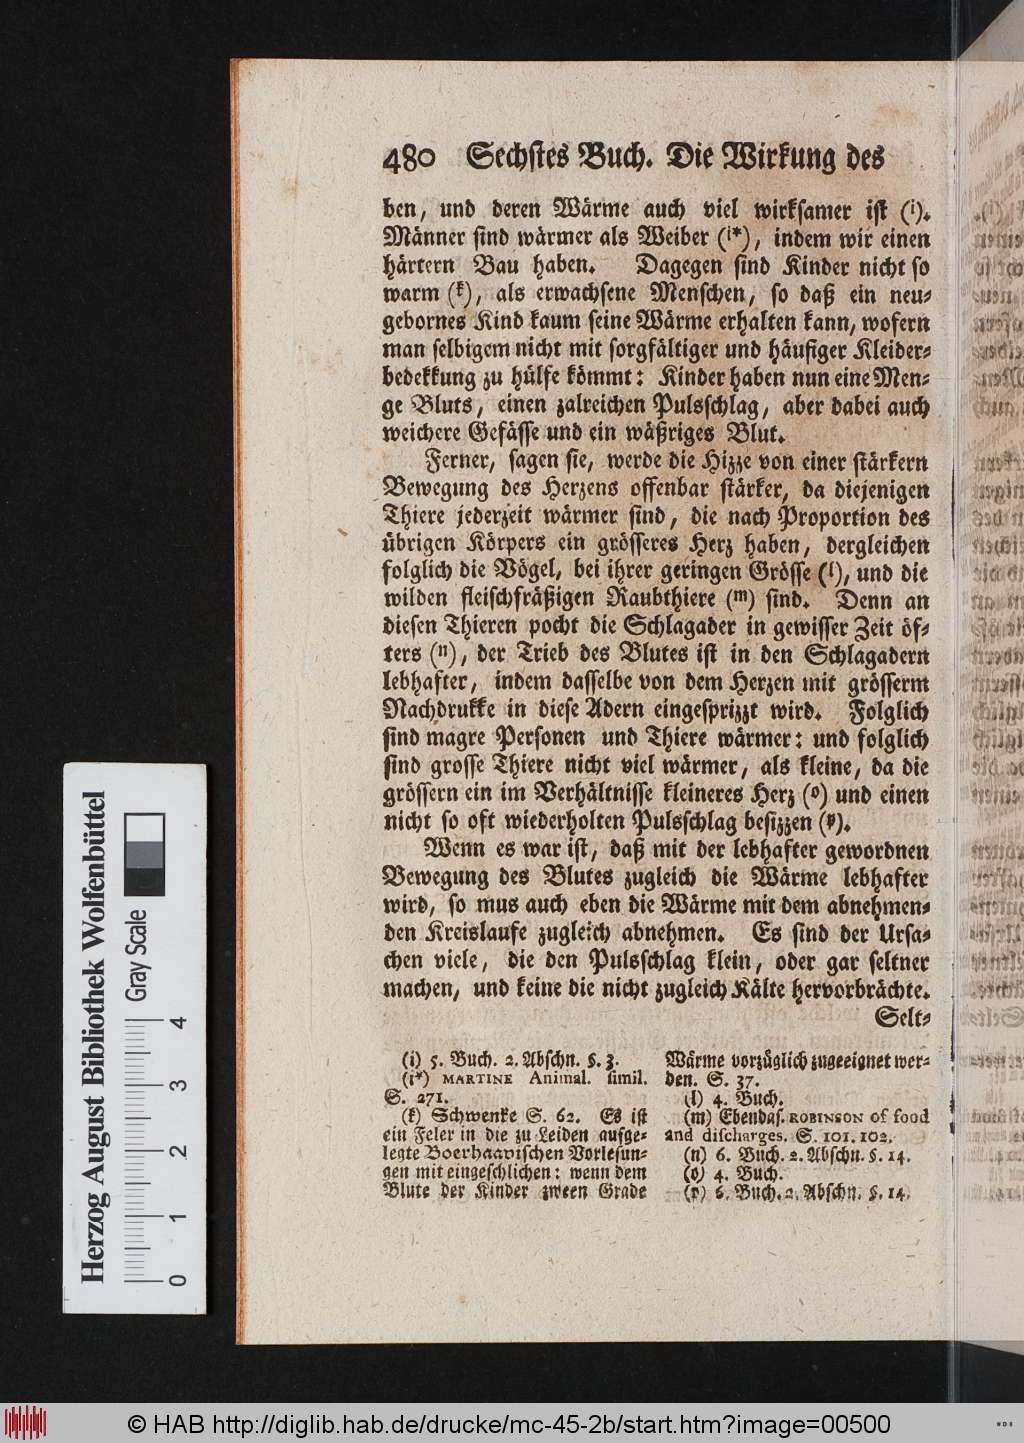 480 Sechstes Buch. Die Wirkung des
ben, und deren Wärme auch viel wirksamer ist (i).
Männer sind wärmer als Weiber (i*), indem wir einen
härtern Bau haben. Dagegen sind Kinder nicht so
warm (k), als erwachsene Menschen, so daß ein neu-
gebornes Kind kaum seine Wärme erhalten kann, wofern
man selbigem nicht mit sorgfältiger und häufiger Kleider-
bedekkung zu hülfe kömmt: Kinder haben nun eine Men-
ge Bluts, einen zalreichen Pulsschlag, aber dabei auch
weichere Gefässe und ein wäßriges Blut.
Ferner, sagen sie, werde die Hizze von einer stärkern
Bewegung des Herzens offenbar stärker, da diejenigen
Thiere jederzeit wärmer sind, die nach Proportion des
übrigen Körpers ein grösseres Herz haben, dergleichen
folglich die Vögel, bei ihrer geringen Grösse (l), und die
wilden fleischfräßigen Raubthiere (m) sind. Denn an
diesen Thieren pocht die Schlagader in gewisser Zeit öf-
ters (n), der Trieb des Blutes ist in den Schlagadern
lebhafter, indem dasselbe von dem Herzen mit grösserm
Nachdrukke in diese Adern eingesprizzt wird. Folglich
sind magre Personen und Thiere wärmer: und folglich
sind grosse Thiere nicht viel wärmer, als kleine, da die
grössern ein im Verhältnisse kleineres Herz (o) und einen
nicht so oft wiederholten Pulsschlag besizzen (p).
Wenn es war ist, daß mit der lebhafter gewordnen
Bewegung des Blutes zugleich die Wärme lebhafter
wird, so mus auch eben die Wärme mit dem abnehmen-
den Kreislaufe zugleich abnehmen. Es sind der Ursa-
chen viele, die den Pulsschlag klein, oder gar seltner
machen, und keine die nicht zugleich Kälte hervorbrächte.
Selt-
(i) 5. Buch. 2. Abschn. §. 3.
(i*) MARTINE Animal. simil.
S. 271.
(k) Schwenke S. 62. Es ist
ein Feler in die zu Leiden aufge-
legte Boerhaavischen Vorlesun-
gen mit eingeschlichen: wenn dem
Blute der Kinder zween Grade
Wärme vorzüglich zugeeignet wer-
den. S. 37.
(l) 4. Buch.
(m) Ebendas. ROBINSON of food
and discharges. S. 101. 102.
(n) 6. Buch. 2. Abschn. §. 14.
(o) 4. Buch.
(p) 6. Buch. 2. Abschn. §. 14.
Herzog August Bibliothek Wolfenbüttel
Gray Scale
0 1 2 3 4
© HAB http://diglib.hab.de/drucke/mc-45-2b/start.htm?image=00500